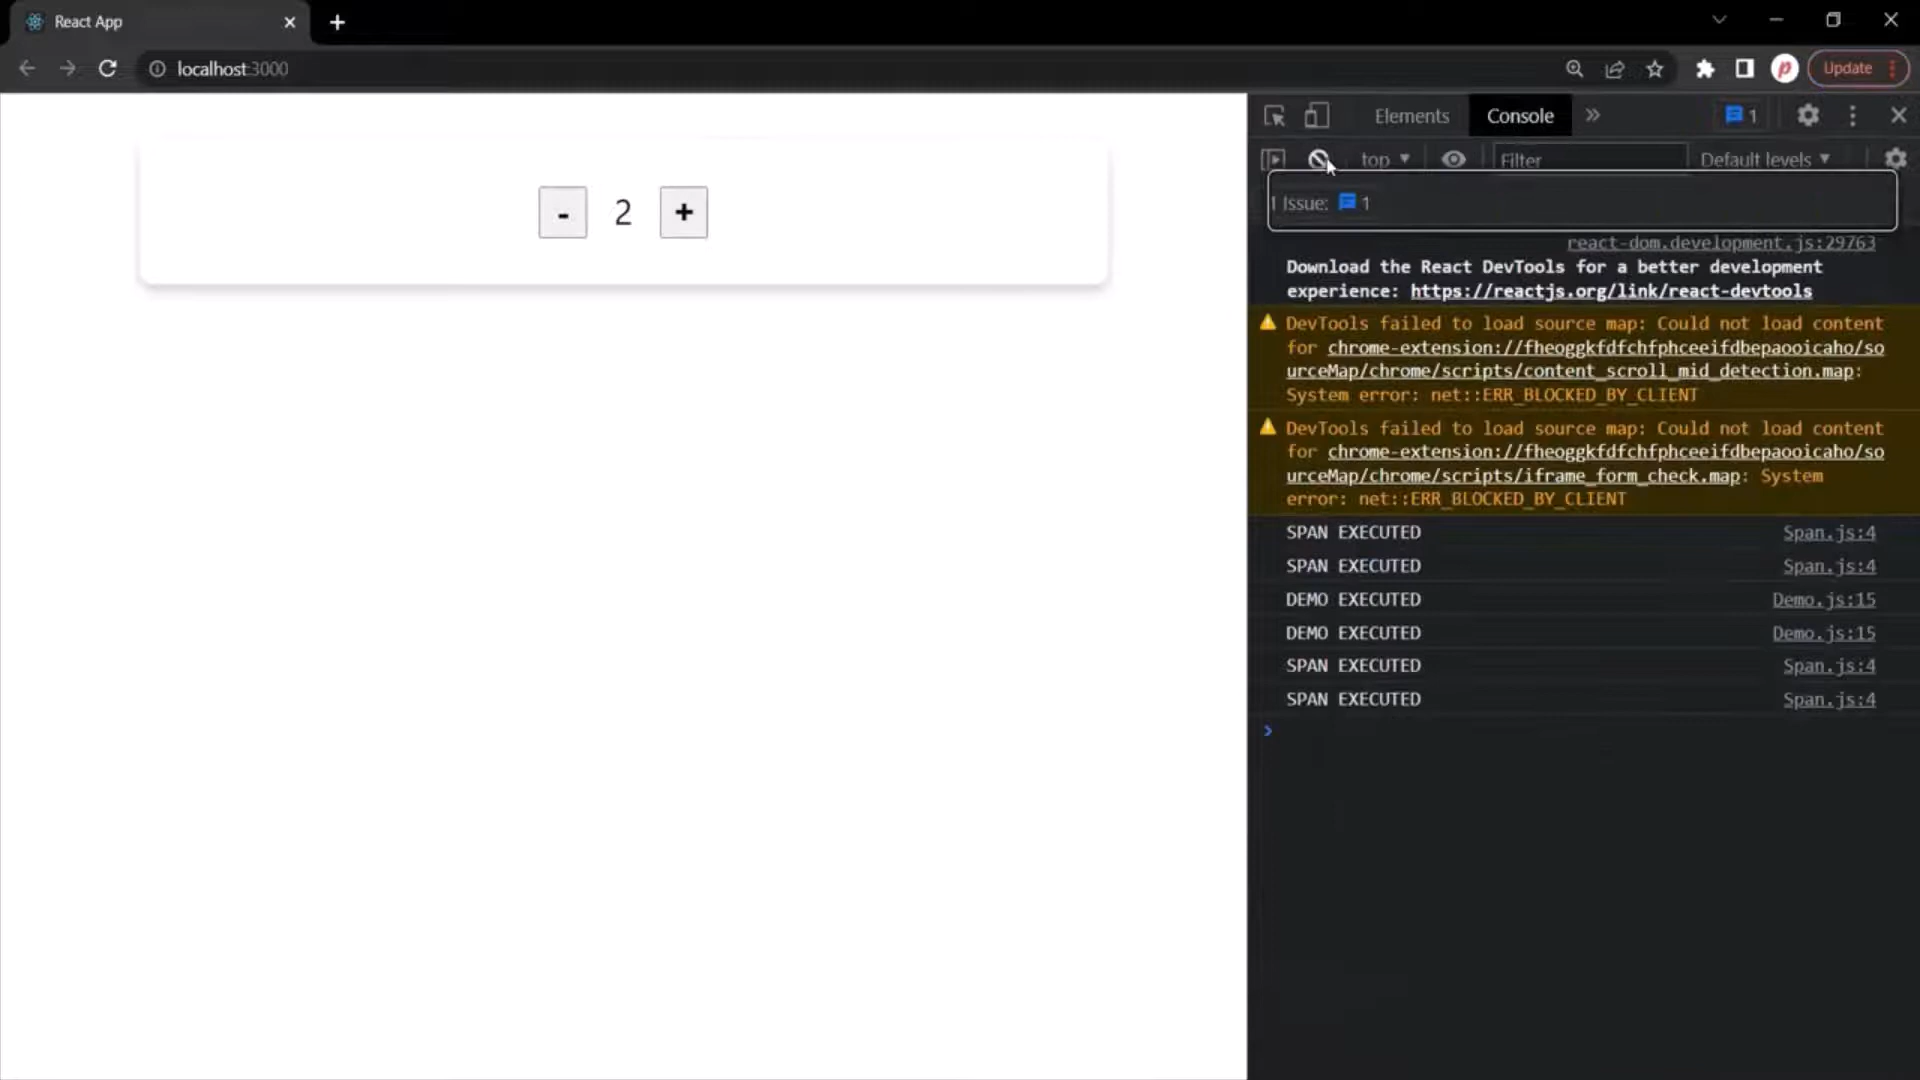 React App
localhost:3000
Update
Elements
Console
1
top
Filter
Default levels
1 Issue: 1
react-dom.development.js:29763
Download the React DevTools for a better development
experience: https://reactjs.org/link/react-devtools
DevTools failed to load source map: Could not load content
for chrome-extension://fheoggkfdfchfphceeifdbepaooicaho/so
urceMap/chrome/scripts/content_scroll_mid_detection.map:
System error: net::ERR_BLOCKED_BY_CLIENT
DevTools failed to load source map: Could not load content
for chrome-extension://fheoggkfdfchfphceeifdbepaooicaho/so
urceMap/chrome/scripts/iframe_form_check.map: System
error: net::ERR_BLOCKED_BY_CLIENT
SPAN EXECUTED Span.js:4
SPAN EXECUTED Span.js:4
DEMO EXECUTED Demo.js:15
DEMO EXECUTED Demo.js:15
SPAN EXECUTED Span.js:4
SPAN EXECUTED Span.js:4
- 2 +